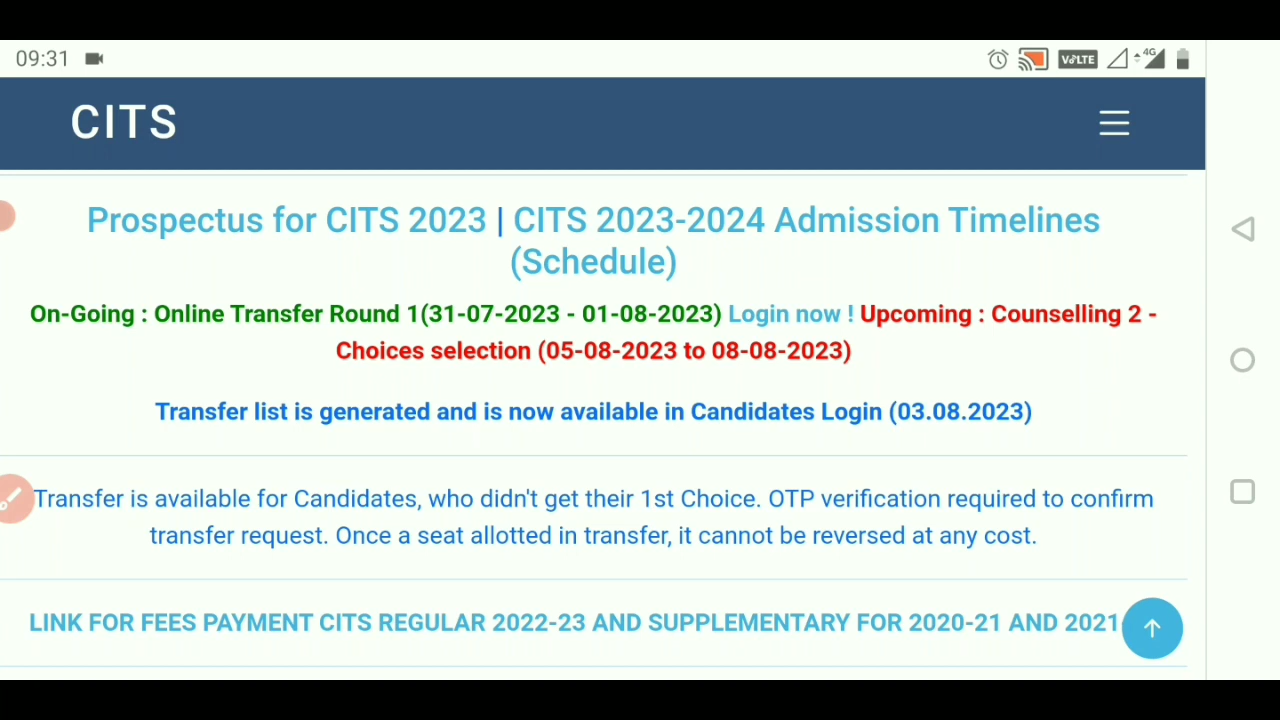 09:31
VoLTE 4G
CITS
Prospectus for CITS 2023 | CITS 2023-2024 Admission Timelines
(Schedule)
On-Going : Online Transfer Round 1(31-07-2023 - 01-08-2023) Login now ! Upcoming : Counselling 2 -
Choices selection (05-08-2023 to 08-08-2023)
Transfer list is generated and is now available in Candidates Login (03.08.2023)
Transfer is available for Candidates, who didn't get their 1st Choice. OTP verification required to confirm
transfer request. Once a seat allotted in transfer, it cannot be reversed at any cost.
LINK FOR FEES PAYMENT CITS REGULAR 2022-23 AND SUPPLEMENTARY FOR 2020-21 AND 2021